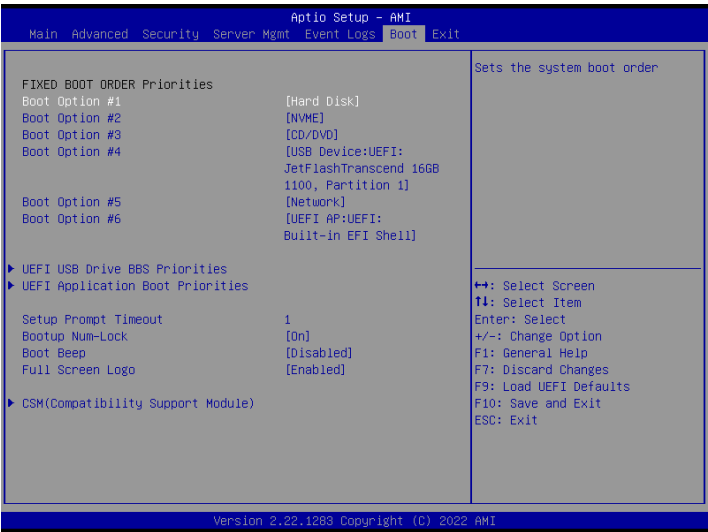 Aptio Setup - AMI
Main Advanced Security Server Mgmt Event Logs Boot Exit
FIXED BOOT ORDER Priorities
Boot Option #1 [Hard Disk]
Boot Option #2 [NVME]
Boot Option #3 [CD/DVD]
Boot Option #4 [USB Device:UEFI:
JetFlashTranscend 16GB
1100, Partition 1]
Boot Option #5 [Network]
Boot Option #6 [UEFI AP:UEFI:
Built-in EFI Shell]
UEFI USB Drive BBS Priorities
UEFI Application Boot Priorities
Setup Prompt Timeout 1
Bootup Num-Lock [On]
Boot Beep [Disabled]
Full Screen Logo [Enabled]
CSM(Compatibility Support Module)
Sets the system boot order
↔: Select Screen
↑↓: Select Item
Enter: Select
+/-: Change Option
F1: General Help
F7: Discard Changes
F9: Load UEFI Defaults
F10: Save and Exit
ESC: Exit
Version 2.22.1283 Copyright (C) 2022 AMI